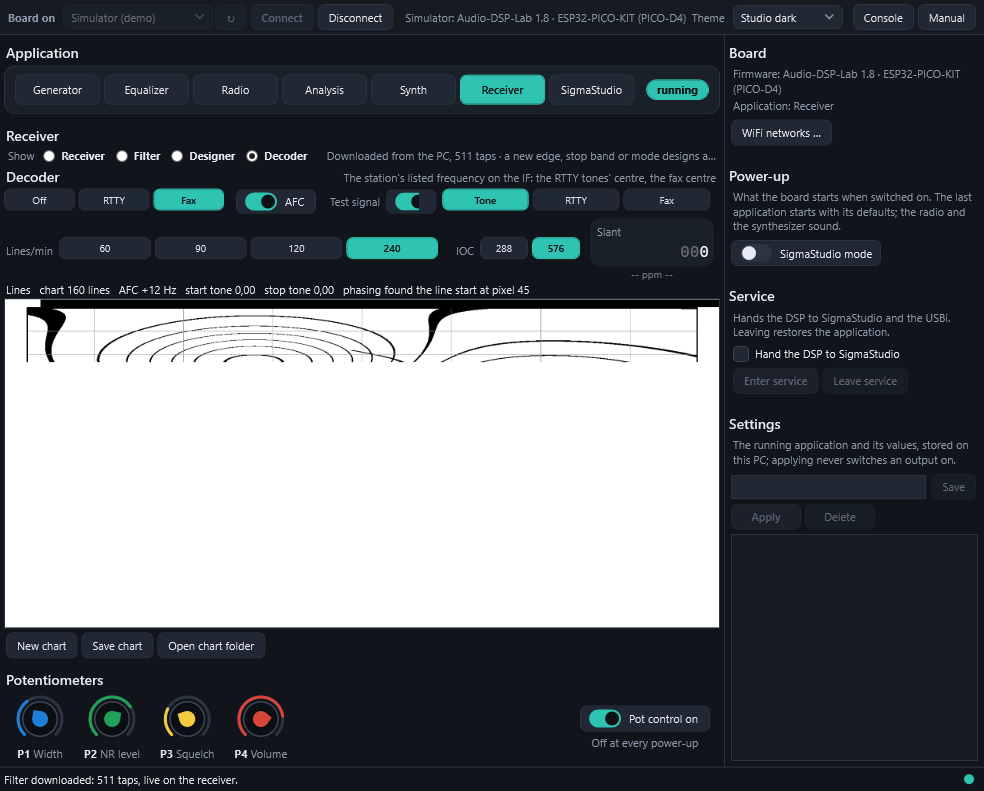 Board on Simulator (demo) Connect Disconnect Simulator: Audio-DSP-Lab 1.8 · ESP32-PICO-KIT (PICO-D4) Theme Studio dark Console Manual
Application
Generator Equalizer Radio Analysis Synth Receiver SigmaStudio running
Receiver
Show Receiver Filter Designer Decoder Downloaded from the PC, 511 taps · a new edge, stop band or mode designs a...
Decoder The station's listed frequency on the IF: the RTTY tones' centre, the fax centre
Off RTTY Fax AFC Test signal Tone RTTY Fax
Lines/min 60 90 120 240 IOC 288 576 Slant 000
-- ppm --
Lines chart 160 lines AFC +12 Hz start tone 0,00 stop tone 0,00 phasing found the line start at pixel 45
New chart Save chart Open chart folder
Potentiometers
P1 Width P2 NR level P3 Squelch P4 Volume
Pot control on
Off at every power-up
Board
Firmware: Audio-DSP-Lab 1.8 · ESP32-PICO-KIT
(PICO-D4)
Application: Receiver
WiFi networks ...
Power-up
What the board starts when switched on. The last
application starts with its defaults; the radio and
the synthesizer sound.
SigmaStudio mode
Service
Hands the DSP to SigmaStudio and the USBi.
Leaving restores the application.
Hand the DSP to SigmaStudio
Enter service Leave service
Settings
The running application and its values, stored on
this PC; applying never switches an output on.
Save
Apply Delete
Filter downloaded: 511 taps, live on the receiver.